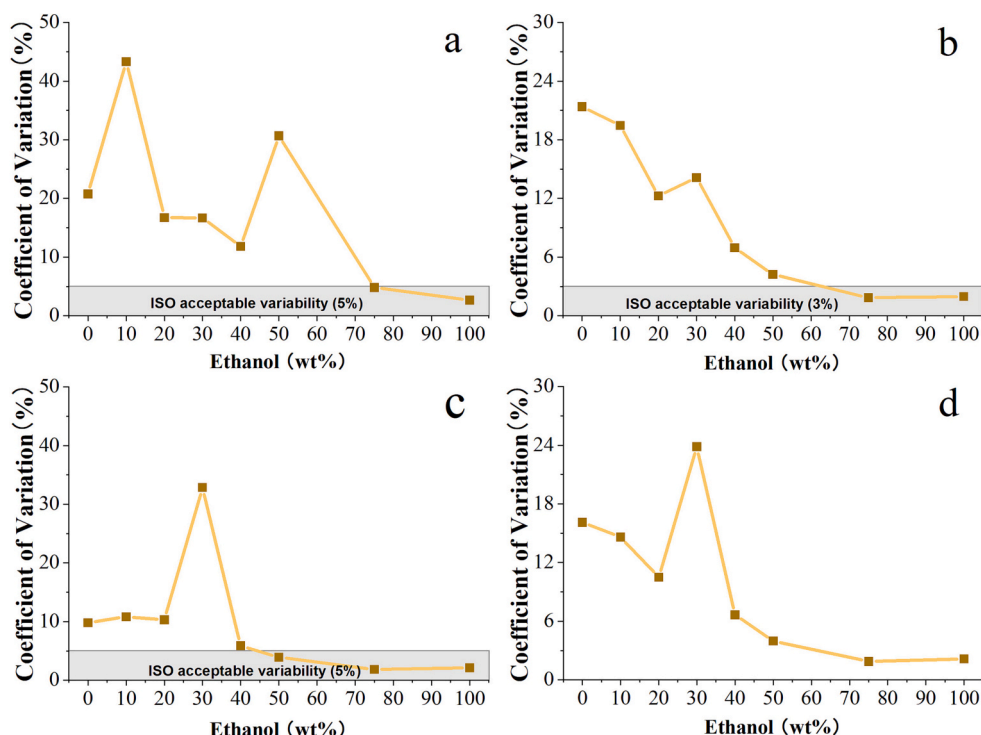 a
Coefficient of Variation (%)
50
40
30
20
10
0
ISO acceptable variability (5%)
0 10 20 30 40 50 60 70 80 90 100
Ethanol (wt%)
b
Coefficient of Variation (%)
30
24
18
12
6
0
ISO acceptable variability (3%)
0 10 20 30 40 50 60 70 80 90 100
Ethanol (wt%)
c
Coefficient of Variation (%)
50
40
30
20
10
0
ISO acceptable variability (5%)
0 10 20 30 40 50 60 70 80 90 100
Ethanol (wt%)
d
Coefficient of Variation (%)
30
24
18
12
6
0
0 10 20 30 40 50 60 70 80 90 100
Ethanol (wt%)